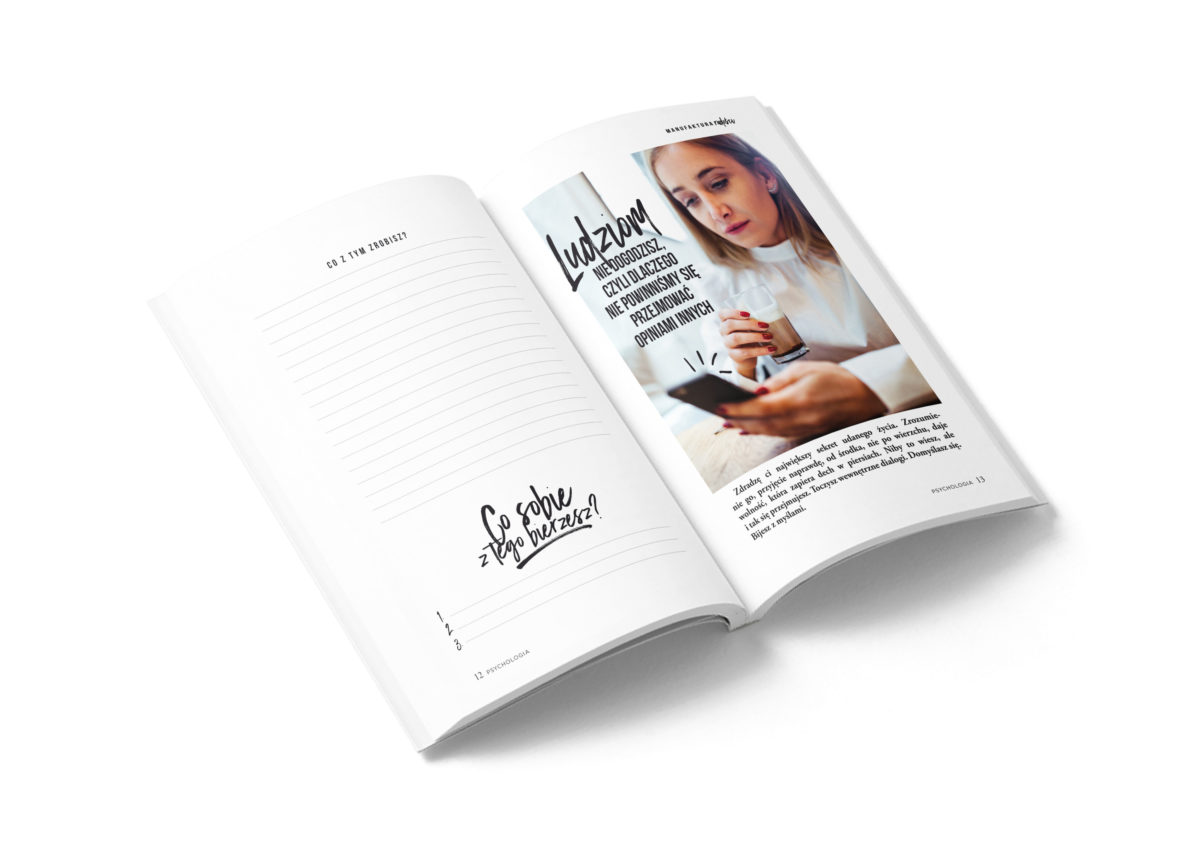 CO Z TYM ZROBISZ?
Co sobie
z tego bierzesz?
1
2
3
12 PSYCHOLOGIA
MANUFAKTURA radości
Ludziom
NIE DOGODZISZ,
CZYLI DLACZEGO
NIE POWINNIŚMY SIĘ
PRZEJMOWAĆ
OPINIAMI INNYCH
Zdradzę ci największy sekret udanego życia. Zrozumie-
nie go, przyjęcie naprawdę, od środka, nie po wierzchu, daje
wolność, która zapiera dech w piersiach. Niby to wiesz, ale
i tak się przejmujesz. Toczysz wewnętrzne dialogi. Domyślasz się.
Bijesz z myślami.
PSYCHOLOGIA 13